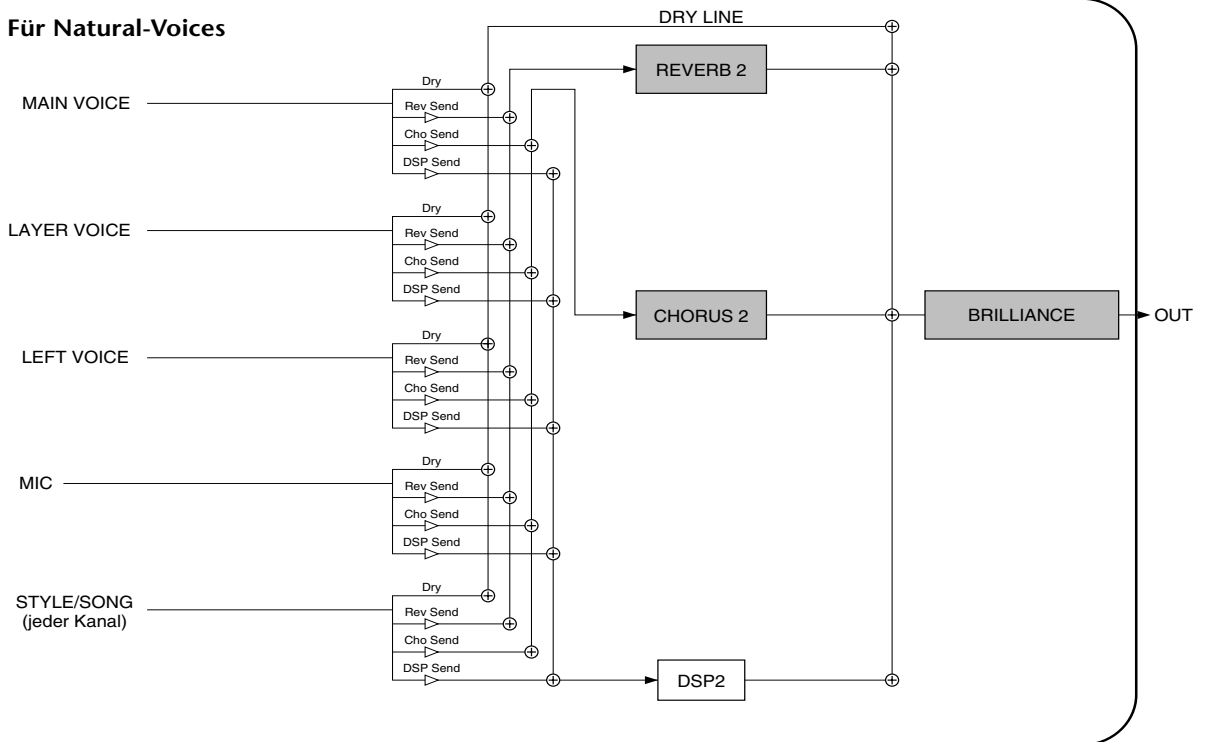 Für Natural-Voices
DRY LINE
REVERB 2
MAIN VOICE
Dry
Rev Send
Cho Send
DSP Send
LAYER VOICE
Dry
Rev Send
Cho Send
DSP Send
CHORUS 2
BRILLIANCE
OUT
LEFT VOICE
Dry
Rev Send
Cho Send
DSP Send
MIC
Dry
Rev Send
Cho Send
DSP Send
STYLE/SONG
(jeder Kanal)
Dry
Rev Send
Cho Send
DSP Send
DSP2